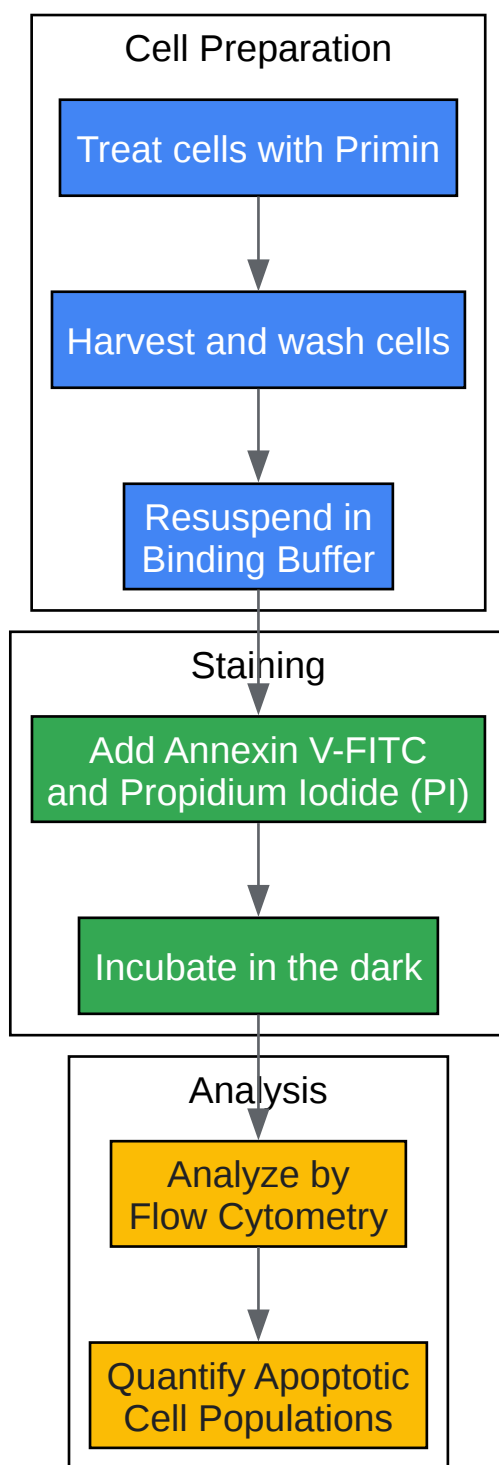 Cell Preparation
Treat cells with Primin
Harvest and wash cells
Resuspend in
Binding Buffer
Staining
Add Annexin V-FITC
and Propidium Iodide (PI)
Incubate in the dark
Analysis
Analyze by
Flow Cytometry
Quantify Apoptotic
Cell Populations